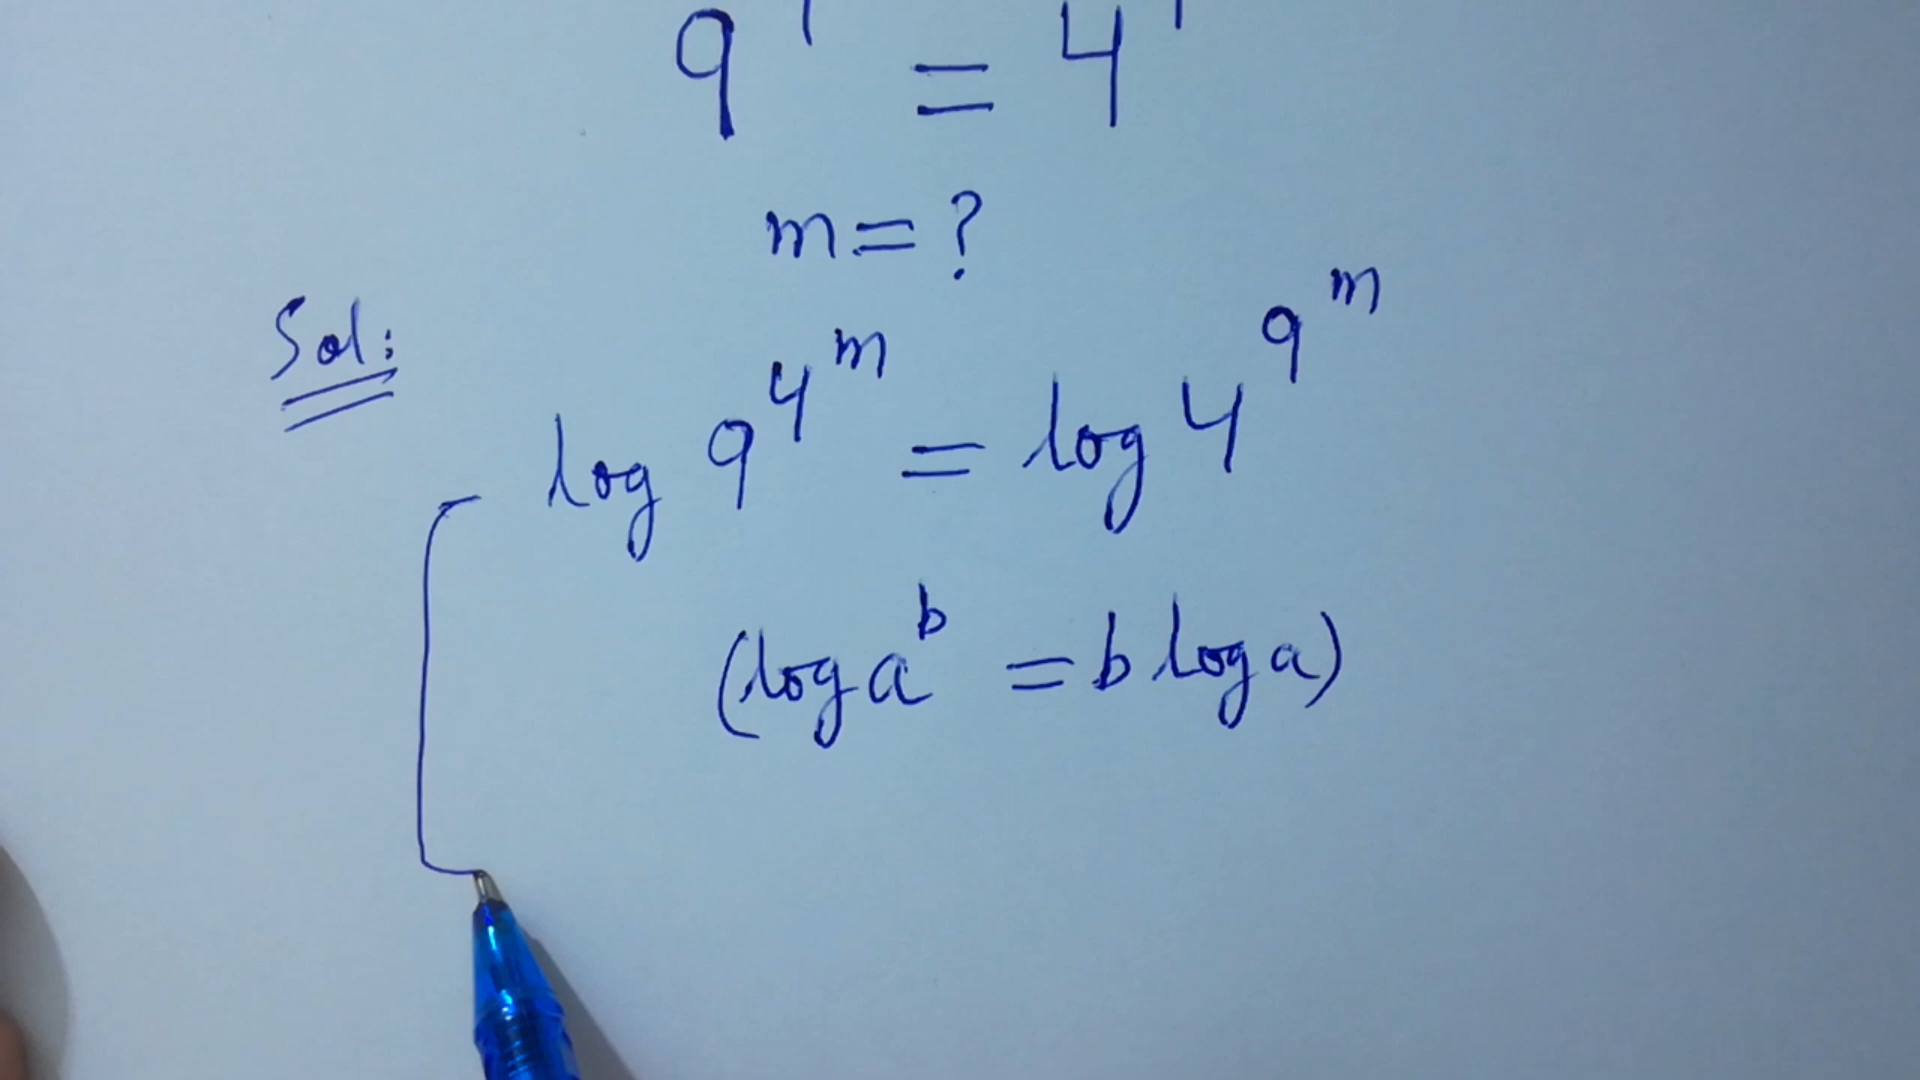 9 = 4
m = ?
Sol:
log 9^4^m = log 4^9^m
(log a^b = b log a)